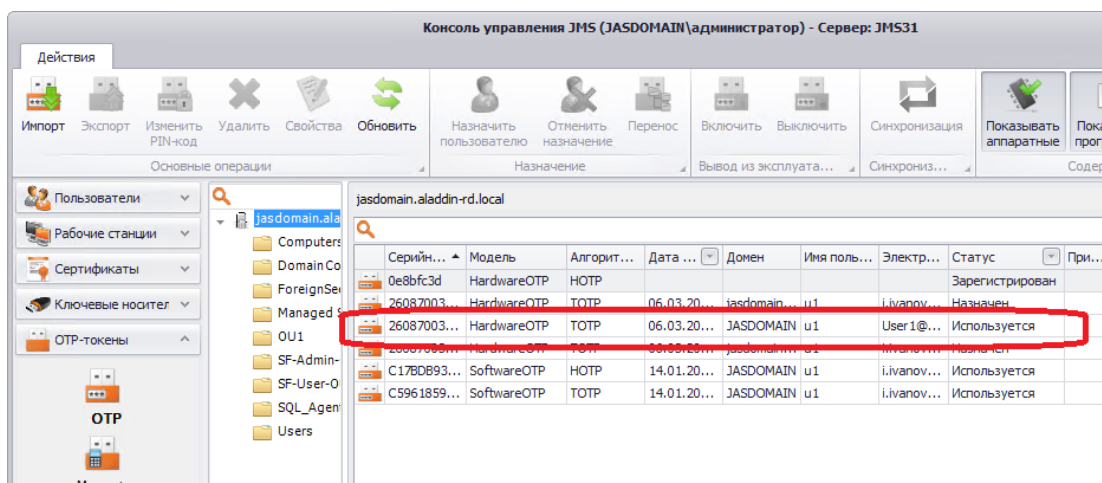 Консоль управления JMS (JASDOMAIN\администратор) - Сервер: JMS31
Действия
Импорт Экспорт Изменить PIN-код Удалить Свойства Обновить Назначить пользователю Отменить назначение Перенос Включить Выключить Синхронизация Показывать аппаратные
Основные операции Назначение Вывод из эксплуата... Синхрониз...
Пользователи
Рабочие станции
Сертификаты
Ключевые носител
OTP-токены
OTP
jasdomain.ala
Computers
DomainCo
ForeignSe
Managed
OU1
SF-Admin-
SF-User-O
SQL_Agen
Users
jasdomain.aladdin-rd.local
Серийн... Модель Алгорит... Дата ... Домен Имя поль... Электр... Статус При...
0e8bfc3d HardwareOTP HOTP Зарегистрирован
26087003... HardwareOTP TOTP 06.03.20... jasdomain... u1 i.ivanov... Назначен
26087003... HardwareOTP TOTP 06.03.20... JASDOMAIN u1 User1@... Используется
C17BDB93... SoftwareOTP HOTP 14.01.20... JASDOMAIN u1 i.ivanov... Используется
C5961859... SoftwareOTP TOTP 14.01.20... JASDOMAIN u1 i.ivanov... Используется